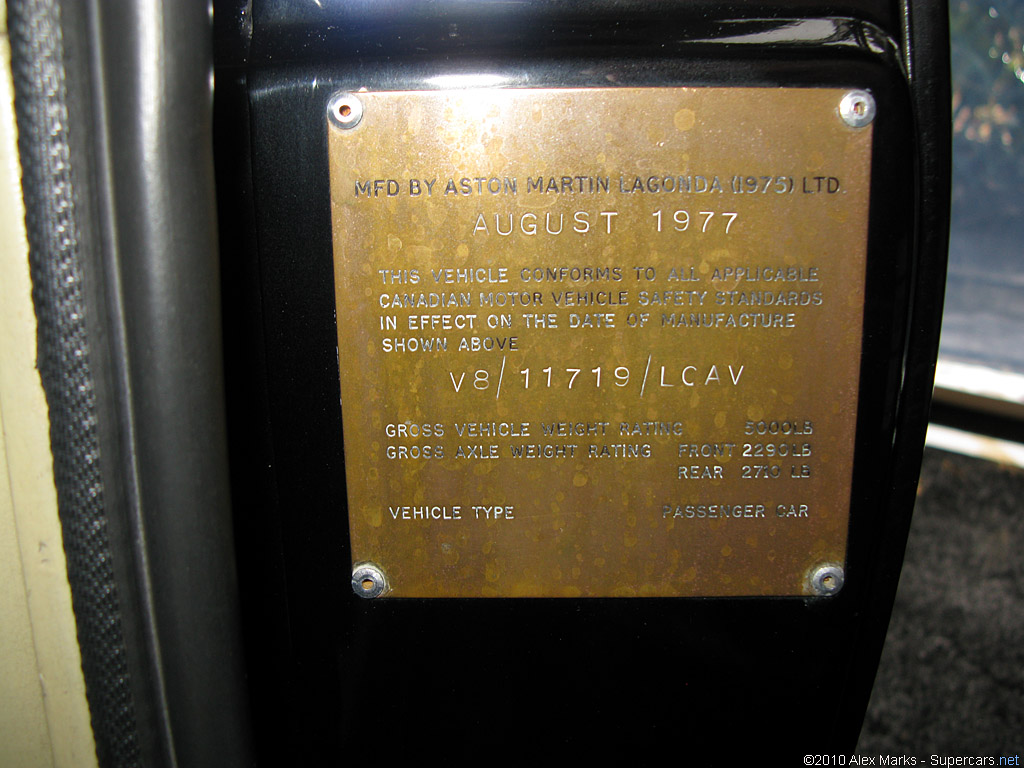 MFD BY ASTON MARTIN LAGONDA (1975) LTD.
AUGUST 1977
THIS VEHICLE CONFORMS TO ALL APPLICABLE
CANADIAN MOTOR VEHICLE SAFETY STANDARDS
IN EFFECT ON THE DATE OF MANUFACTURE
SHOWN ABOVE
V8/11719/LCAV
GROSS VEHICLE WEIGHT RATING 5000LB
GROSS AXLE WEIGHT RATING FRONT 2290LB
REAR 2710 LB
VEHICLE TYPE PASSENGER CAR
©2010 Alex Marks - Supercars.net